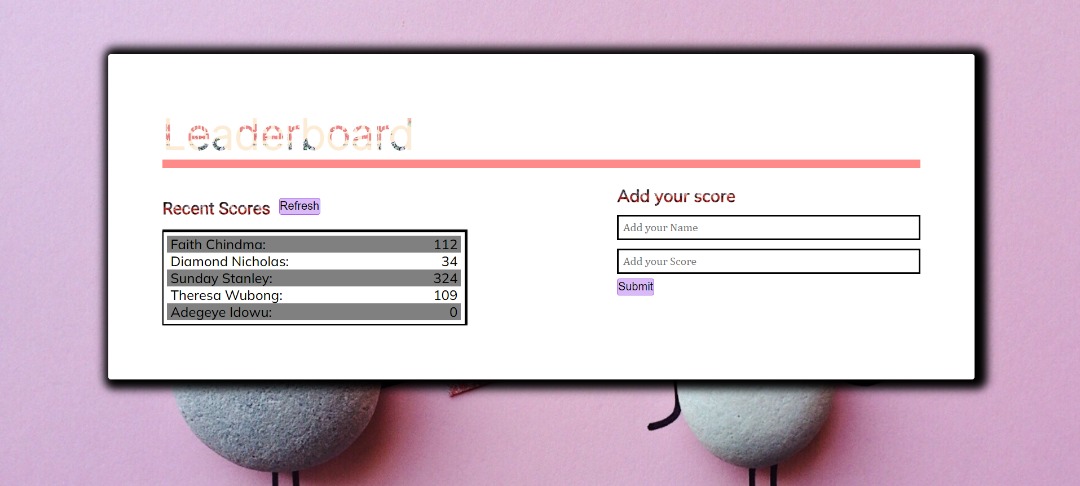 Leaderboard
Recent Scores Refresh
Faith Chindma: 112
Diamond Nicholas: 34
Sunday Stanley: 324
Theresa Wubong: 109
Adegeye Idowu: 0
Add your score
Add your Name
Add your Score
Submit